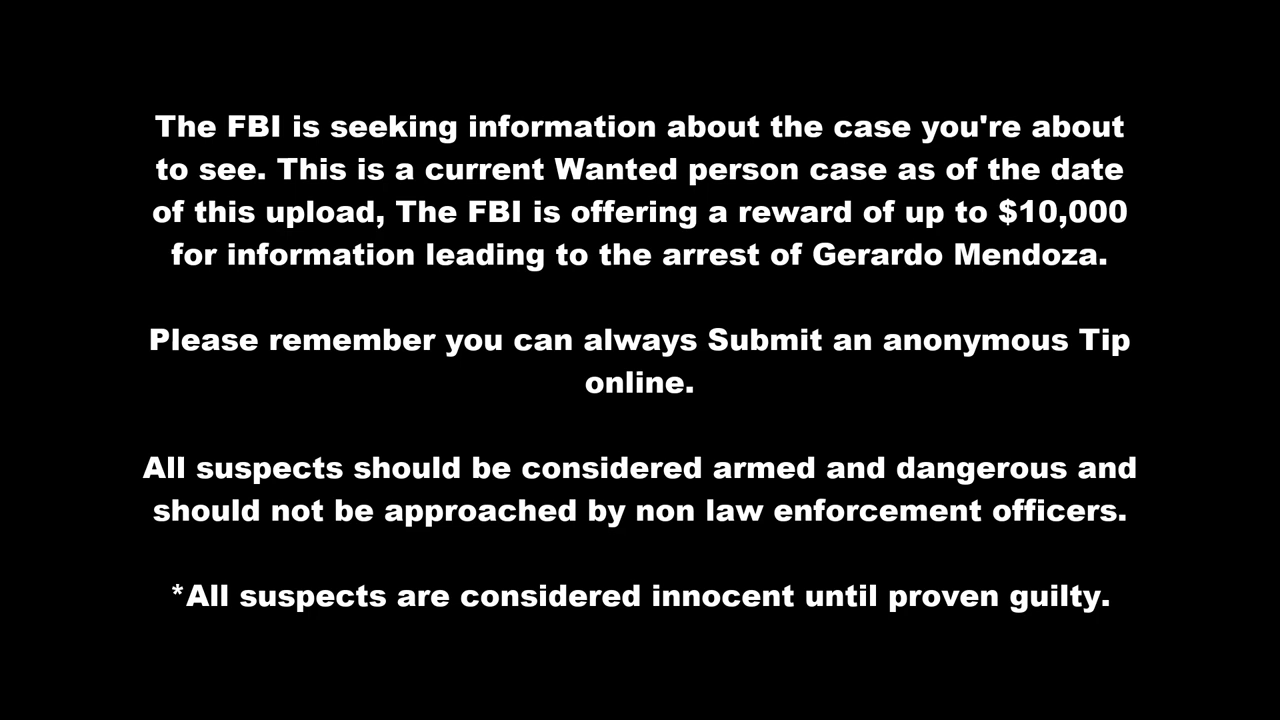 The FBI is seeking information about the case you're about
to see. This is a current Wanted person case as of the date
of this upload, The FBI is offering a reward of up to $10,000
for information leading to the arrest of Gerardo Mendoza.
Please remember you can always Submit an anonymous Tip
online.
All suspects should be considered armed and dangerous and
should not be approached by non law enforcement officers.
*All suspects are considered innocent until proven guilty.